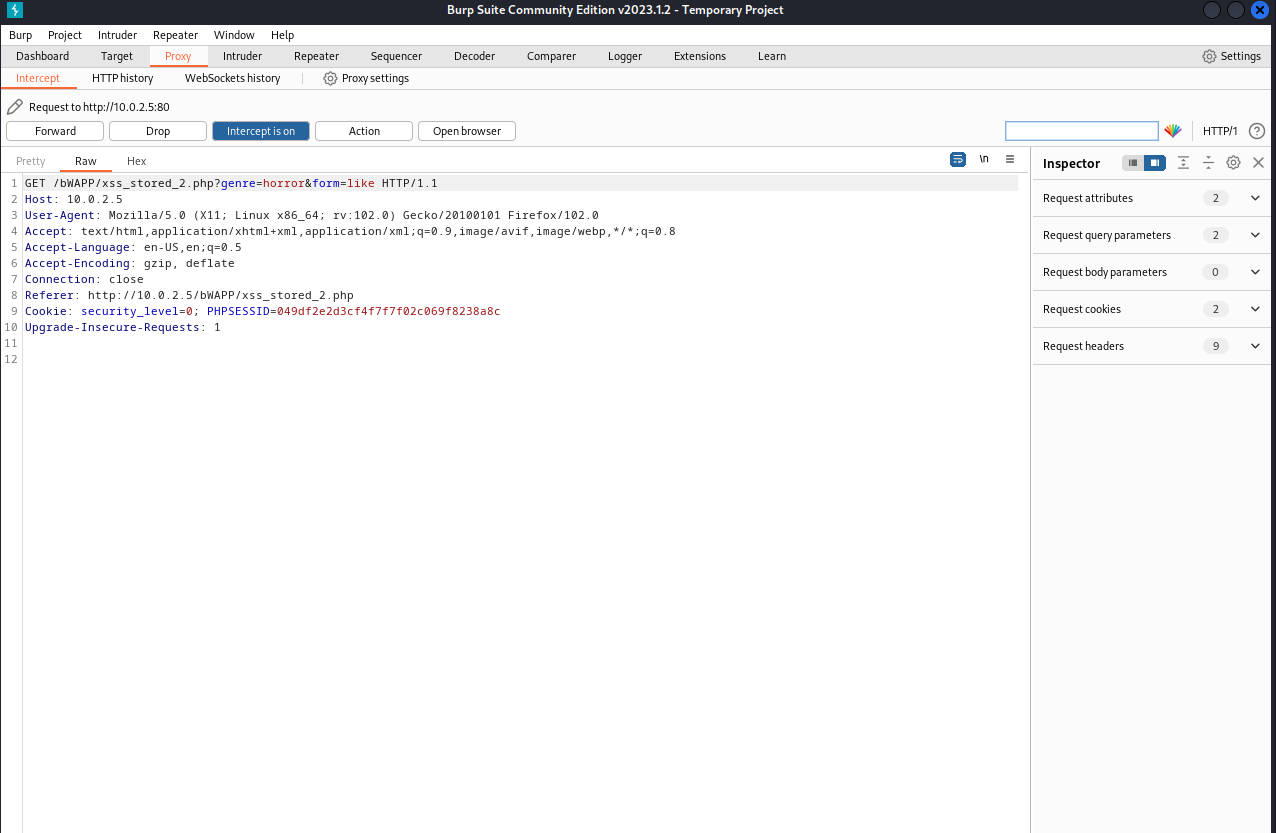 Burp Suite Community Edition v2023.1.2 - Temporary Project
Burp Project Intruder Repeater Window Help
Dashboard Target Proxy Intruder Repeater Sequencer Decoder Comparer Logger Extensions Learn Settings
Intercept HTTP history WebSockets history Proxy settings
Request to http://10.0.2.5:80
Forward Drop Intercept is on Action Open browser HTTP/1 ?
Pretty Raw Hex \n
Inspector
1 GET /bWAPP/xss_stored_2.php?genre=horror&form=like HTTP/1.1
2 Host: 10.0.2.5
3 User-Agent: Mozilla/5.0 (X11; Linux x86_64; rv:102.0) Gecko/20100101 Firefox/102.0
4 Accept: text/html,application/xhtml+xml,application/xml;q=0.9,image/avif,image/webp,*/*;q=0.8
5 Accept-Language: en-US,en;q=0.5
6 Accept-Encoding: gzip, deflate
7 Connection: close
8 Referer: http://10.0.2.5/bWAPP/xss_stored_2.php
9 Cookie: security_level=0; PHPSESSID=049df2e2d3cf4f7f7f02c069f8238a8c
10 Upgrade-Insecure-Requests: 1
11
12
Request attributes 2
Request query parameters 2
Request body parameters 0
Request cookies 2
Request headers 9